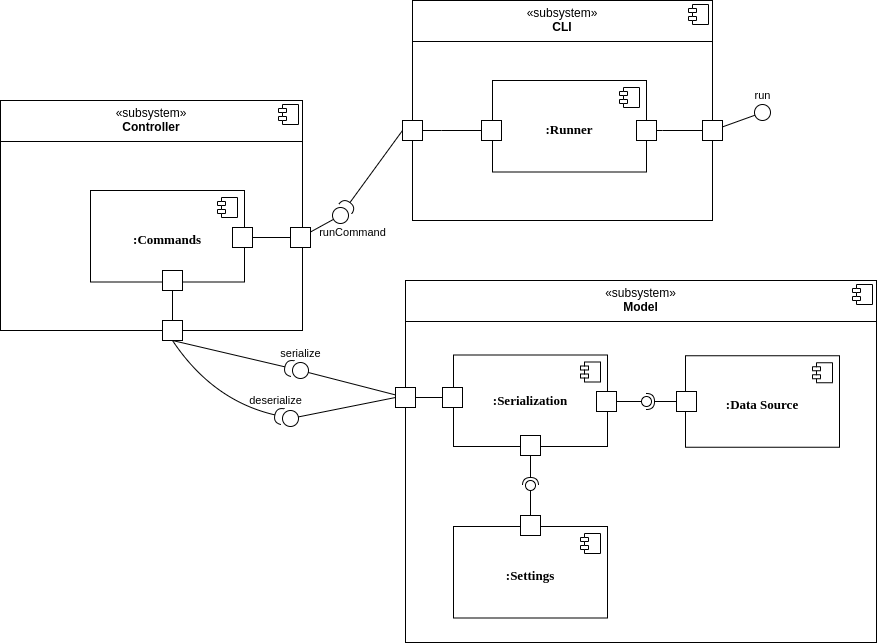 «subsystem»
CLI
:Runner
run
«subsystem»
Controller
:Commands
runCommand
serialize
deserialize
«subsystem»
Model
:Serialization
:Data Source
:Settings